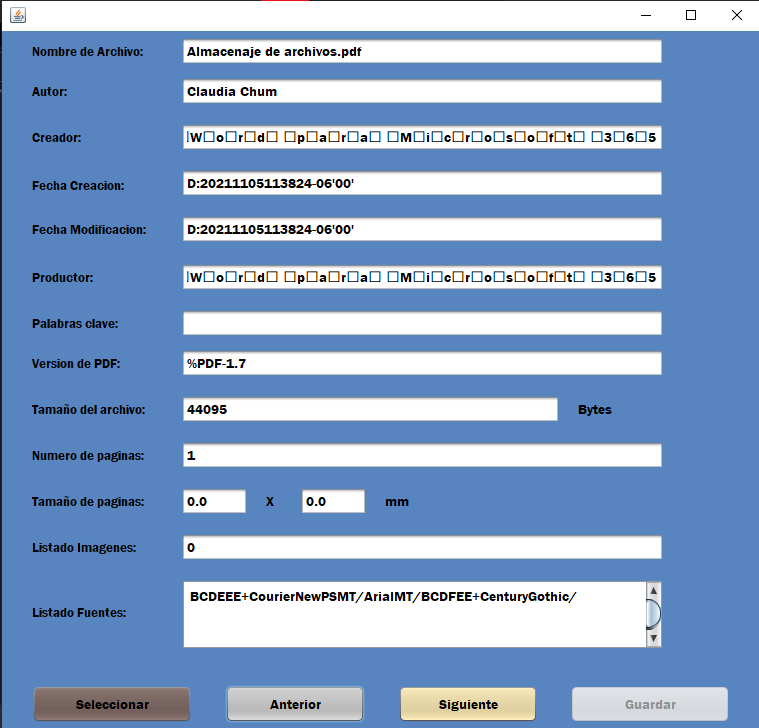 Nombre de Archivo: Almacenaje de archivos.pdf
Autor: Claudia Chum
Creador: W□o□r□d□ □p□a□r□a□ □M□i□c□r□o□s□o□f□t□ □3□6□5
Fecha Creacion: D:20211105113824-06'00'
Fecha Modificacion: D:20211105113824-06'00'
Productor: W□o□r□d□ □p□a□r□a□ □M□i□c□r□o□s□o□f□t□ □3□6□5
Palabras clave:
Version de PDF: %PDF-1.7
Tamaño del archivo: 44095 Bytes
Numero de paginas: 1
Tamaño de paginas: 0.0 X 0.0 mm
Listado Imagenes: 0
Listado Fuentes: BCDEEE+CourierNewPSMT/ArialMT/BCDFEE+CenturyGothic/
Seleccionar Anterior Siguiente Guardar